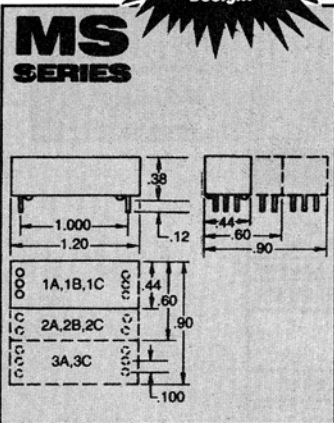 Design!
MS
SERIES
.38
1.000
.12
1.20
.44
.60
.90
1A,1B,1C
.44
.60
.90
2A,2B,2C
3A,3C
.100